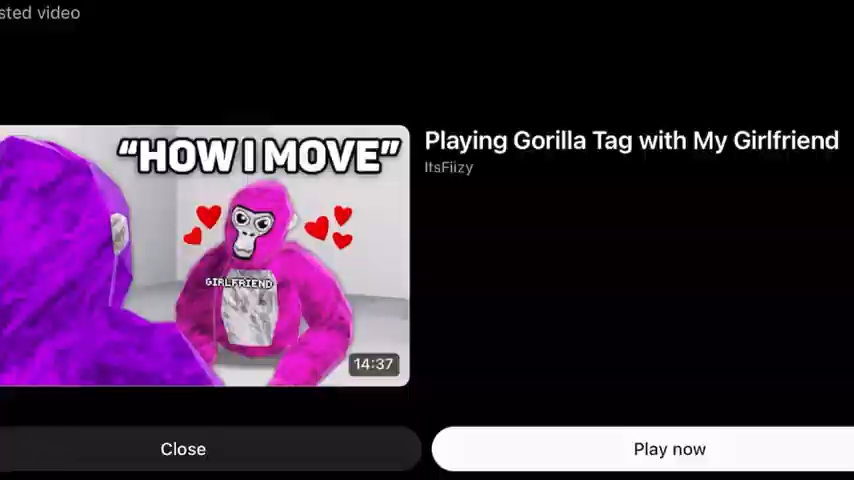 sted video
“HOW I MOVE”
Playing Gorilla Tag with My Girlfriend
ItsFiizy
GIRLFRIEND
14:37
Close
Play now